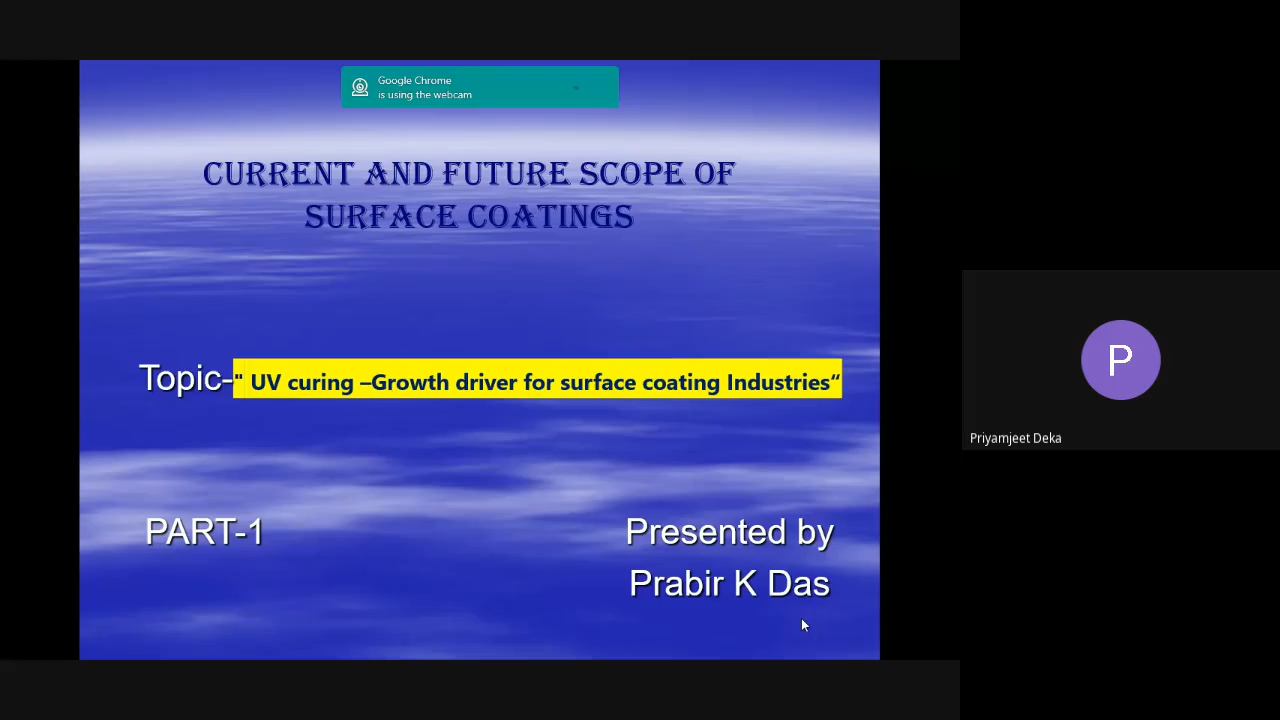 Google Chrome
is using the webcam
CURRENT AND FUTURE SCOPE OF
SURFACE COATINGS
Topic-" UV curing –Growth driver for surface coating Industries“
PART-1
Presented by
Prabir K Das
P
Priyamjeet Deka